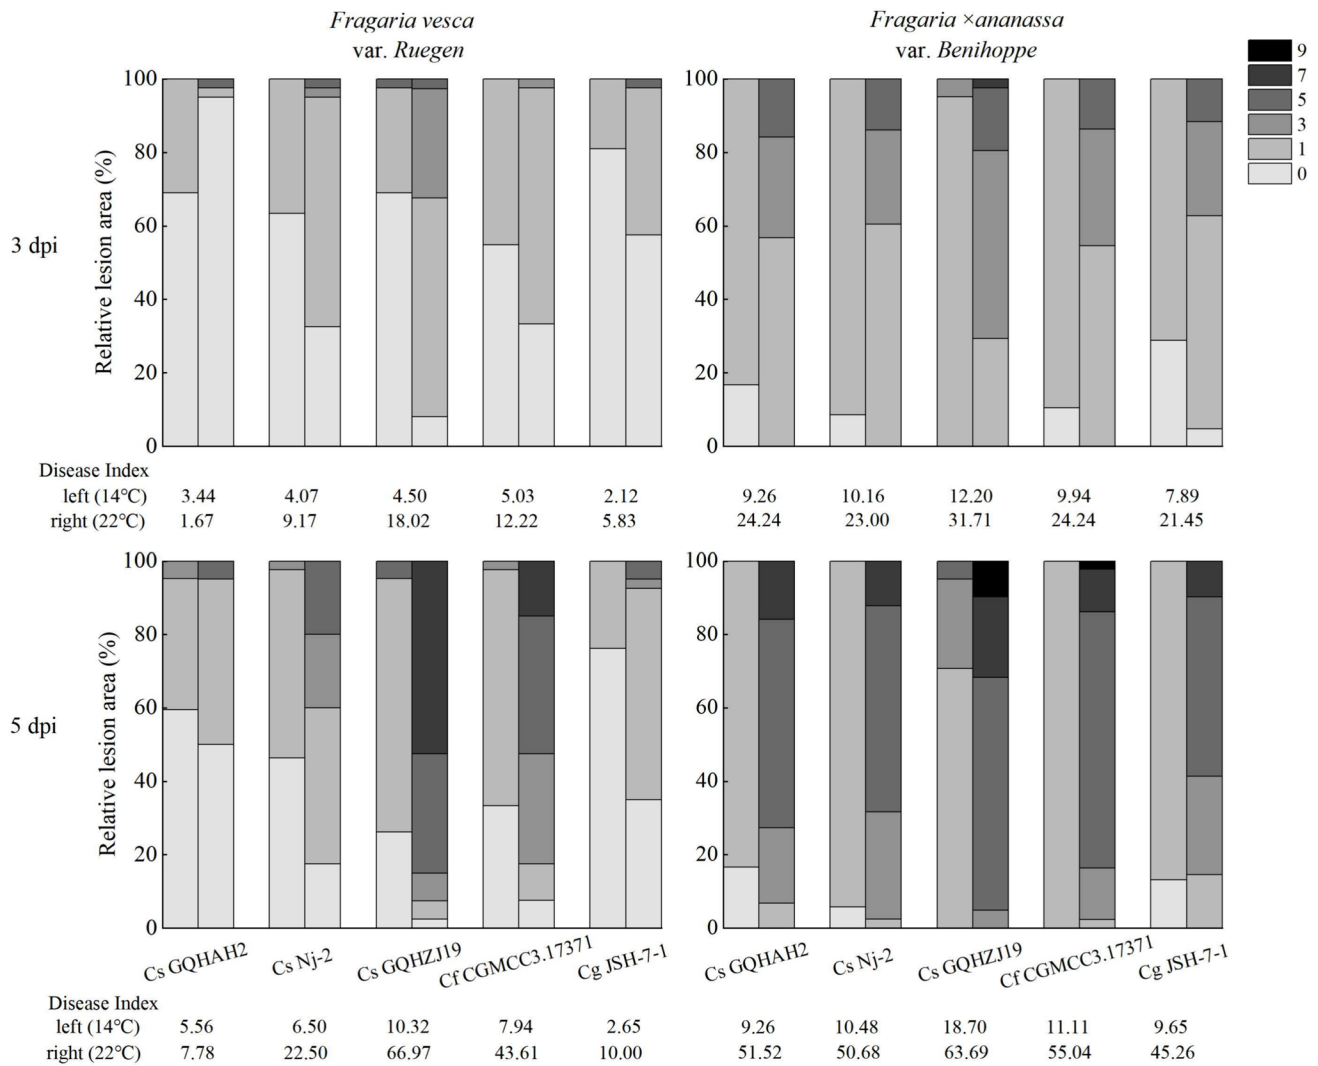 Fragaria vesca
var. Ruegen
Fragaria ×ananassa
var. Benihoppe
9
7
5
3
1
0
3 dpi
Relative lesion area (%)
100
80
60
40
20
0
100
80
60
40
20
0
Disease Index
left (14℃) 3.44 4.07 4.50 5.03 2.12 9.26 10.16 12.20 9.94 7.89
right (22℃) 1.67 9.17 18.02 12.22 5.83 24.24 23.00 31.71 24.24 21.45
5 dpi
Relative lesion area (%)
100
80
60
40
20
0
100
80
60
40
20
0
Cs GQHAH2 Cs Nj-2 Cs GQHZJ19 Cf CGMCC3.17371 Cg JSH-7-1 Cs GQHAH2 Cs Nj-2 Cs GQHZJ19 Cf CGMCC3.17371 Cg JSH-7-1
Disease Index
left (14℃) 5.56 6.50 10.32 7.94 2.65 9.26 10.48 18.70 11.11 9.65
right (22℃) 7.78 22.50 66.97 43.61 10.00 51.52 50.68 63.69 55.04 45.26